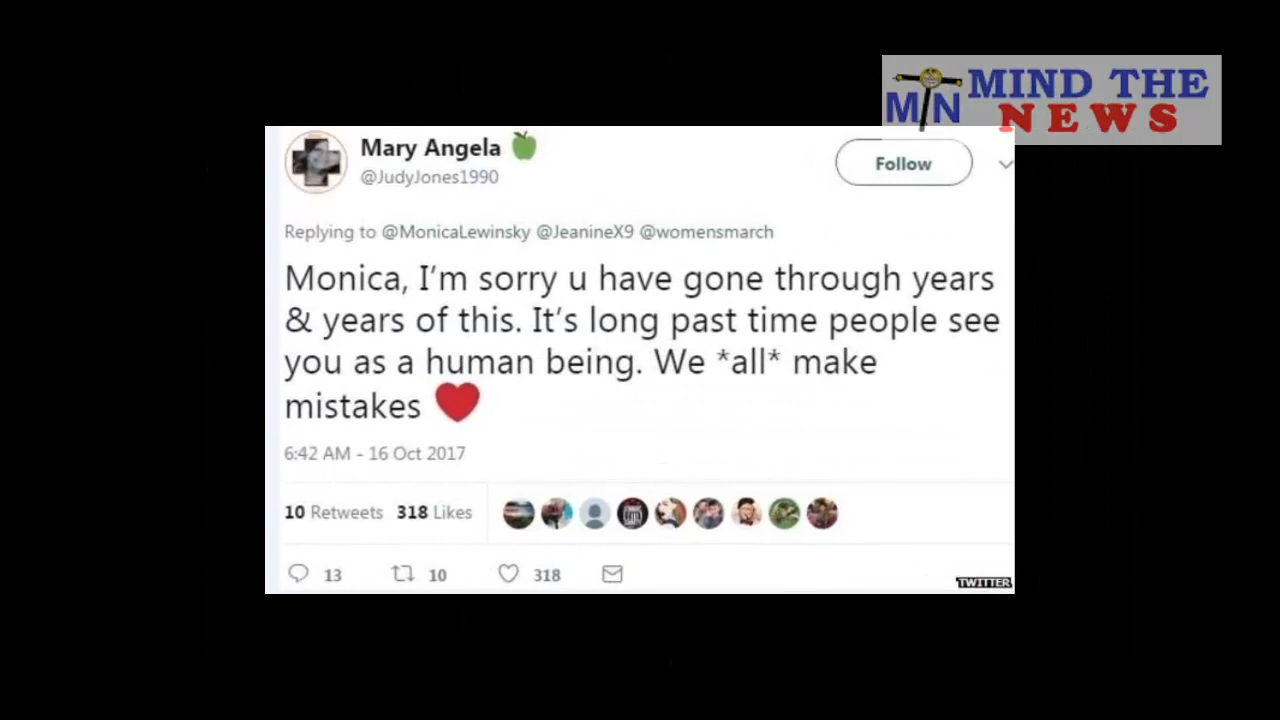 MTN MIND THE
NEWS
Mary Angela
@JudyJones1990
Follow
Replying to @MonicaLewinsky @JeanineX9 @womensmarch
Monica, I'm sorry u have gone through years
& years of this. It's long past time people see
you as a human being. We *all* make
mistakes
6:42 AM - 16 Oct 2017
10 Retweets 318 Likes
13 10 318
TWITTER